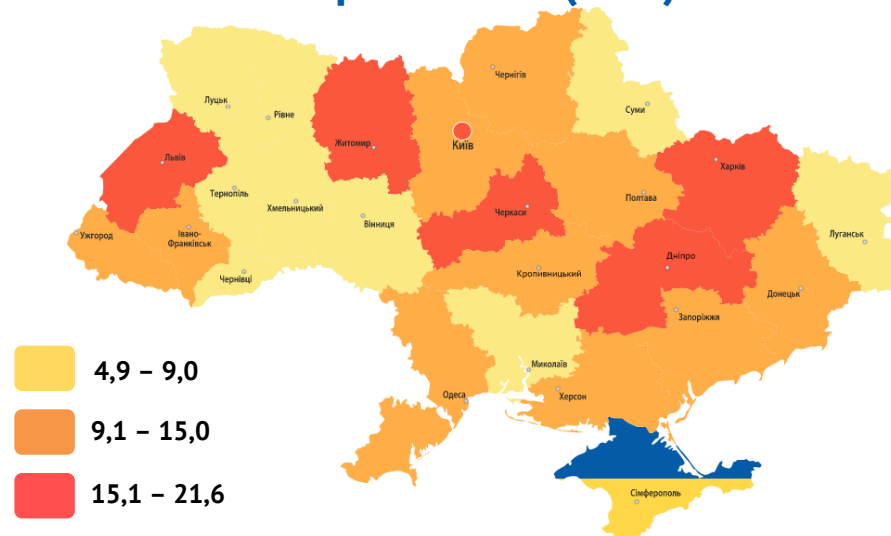 Чернігів
Луцьк
Рівне
Суми
Київ
Житомир
Львів
Харків
Тернопіль
Хмельницький
Полтава
Черкаси
Вінниця
Ужгород
Івано-
Франківськ
Луганськ
Чернівці
Дніпро
Кропивницький
Донецьк
Запоріжжя
Миколаїв
Одеса
Херсон
Сімферополь
4,9 – 9,0
9,1 – 15,0
15,1 – 21,6